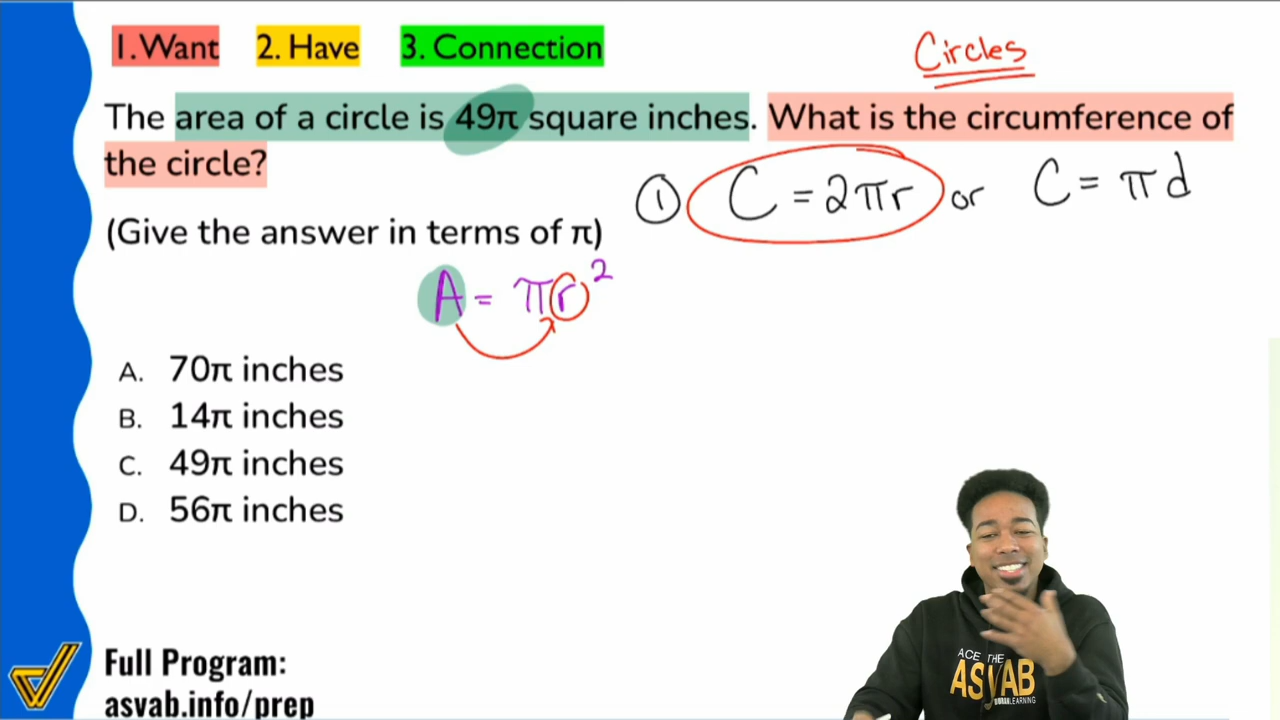 1. Want 2. Have 3. Connection
Circles
The area of a circle is 49π square inches. What is the circumference of
the circle?
① C = 2πr or C = πd
(Give the answer in terms of π)
A = πr²
A. 70π inches
B. 14π inches
C. 49π inches
D. 56π inches
ACE THE
ASVAB
LEARNING
Full Program:
asvab.info/prep